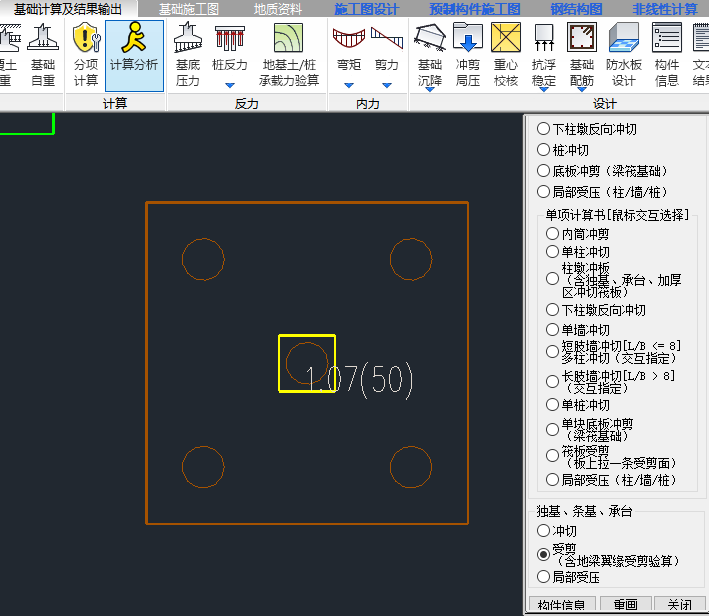 基础计算及结果输出 基础施工图 地质资料 施工图设计 预制构件施工图 钢结构图 非线性计算
覆土 基础 分项 计算分析 基底 桩反力 地基土/桩 弯矩 剪力 基础 冲剪 重心 抗浮 基础 防水板 构件
重 自重 计算 压力 承载力验算 沉降 局压 校核 稳定 配筋 设计 信息
计算 反力 内力 设计
下柱墩反向冲切
桩冲切
底板冲剪(梁筏基础)
局部受压(柱/墙/桩)
单项计算书[鼠标交互选择]
内筒冲剪
单柱冲切
柱墩冲板
(含独基、承台、加厚
区冲切筏板)
下柱墩反向冲切
单墙冲切
短肢墙冲切[L/B <= 8]
多柱冲切(交互指定)
长肢墙冲切[L/B > 8]
(交互指定)
单桩冲切
单块底板冲剪
(梁筏基础)
筏板受剪
(板上拉一条受剪面)
局部受压(柱/墙/桩)
1.07(50)
独基、条基、承台
冲切
受剪
(含地梁翼缘受剪验算)
局部受压
构件信息 重画 关闭